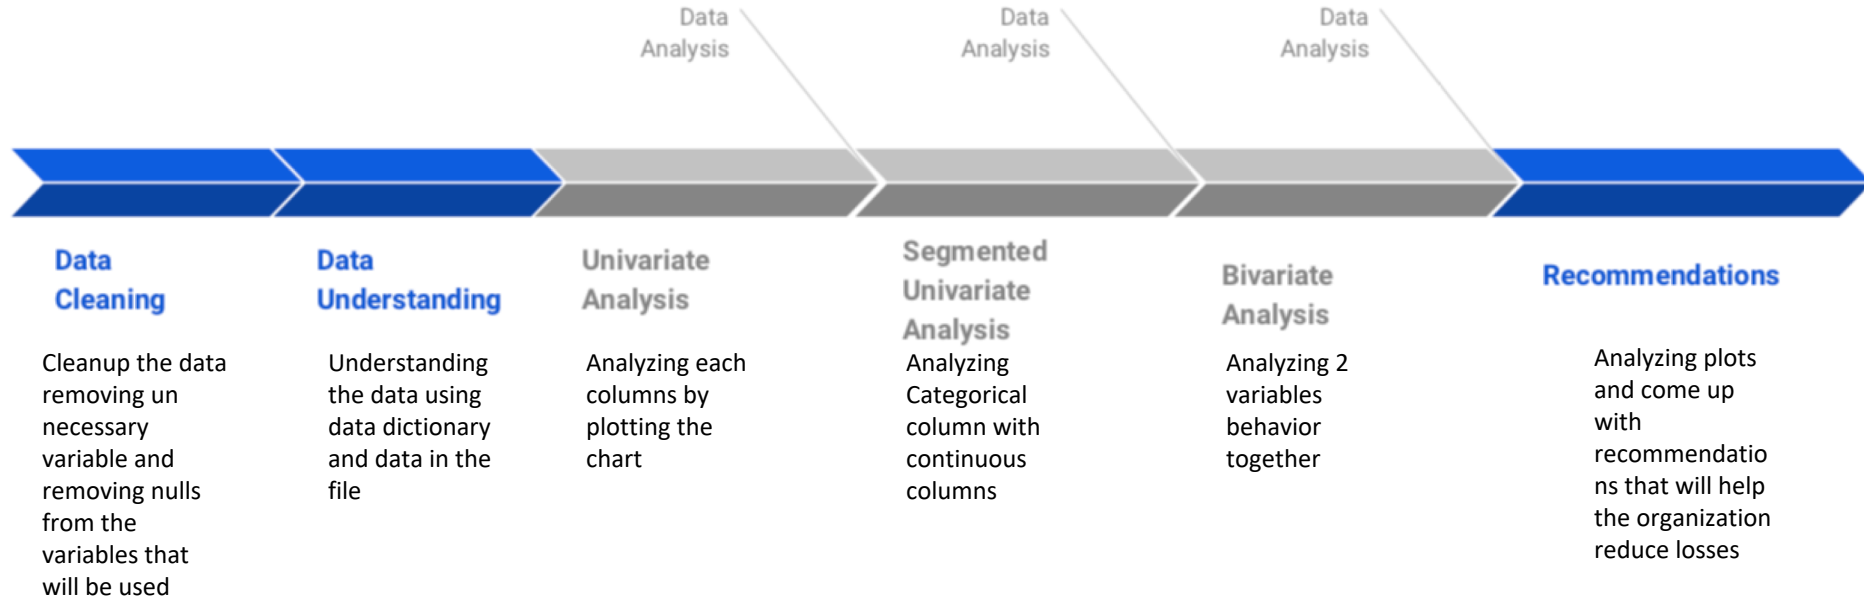 Data
Analysis
Data
Analysis
Data
Analysis
Data
Cleaning
Cleanup the data
removing un
necessary
variable and
removing nulls
from the
variables that
will be used
Data
Understanding
Understanding
the data using
data dictionary
and data in the
file
Univariate
Analysis
Analyzing each
columns by
plotting the
chart
Segmented
Univariate
Analysis
Analyzing
Categorical
column with
continuous
columns
Bivariate
Analysis
Analyzing 2
variables
behavior
together
Recommendations
Analyzing plots
and come up
with
recommendatio
ns that will help
the organization
reduce losses